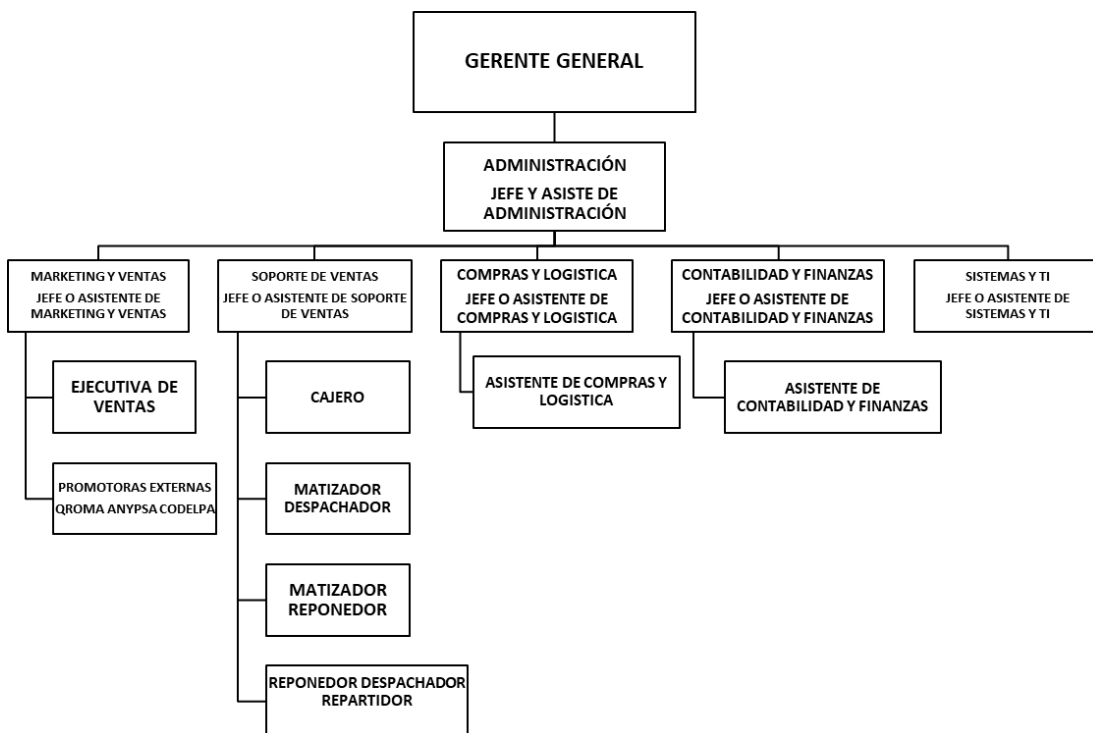 GERENTE GENERAL
ADMINISTRACIÓN
JEFE Y ASISTE DE
ADMINISTRACIÓN
MARKETING Y VENTAS
JEFE O ASISTENTE DE
MARKETING Y VENTAS
SOPORTE DE VENTAS
JEFE O ASISTENTE DE SOPORTE
DE VENTAS
COMPRAS Y LOGISTICA
JEFE O ASISTENTE DE
COMPRAS Y LOGISTICA
CONTABILIDAD Y FINANZAS
JEFE O ASISTENTE DE
CONTABILIDAD Y FINANZAS
SISTEMAS Y TI
JEFE O ASISTENTE DE
SISTEMAS Y TI
EJECUTIVA DE
VENTAS
PROMOTORAS EXTERNAS
QROMA ANYPSA CODELPA
CAJERO
MATIZADOR
DESPACHADOR
MATIZADOR
REPONEDOR
REPONEDOR DESPACHADOR
REPARTIDOR
ASISTENTE DE COMPRAS Y
LOGISTICA
ASISTENTE DE
CONTABILIDAD Y FINANZAS